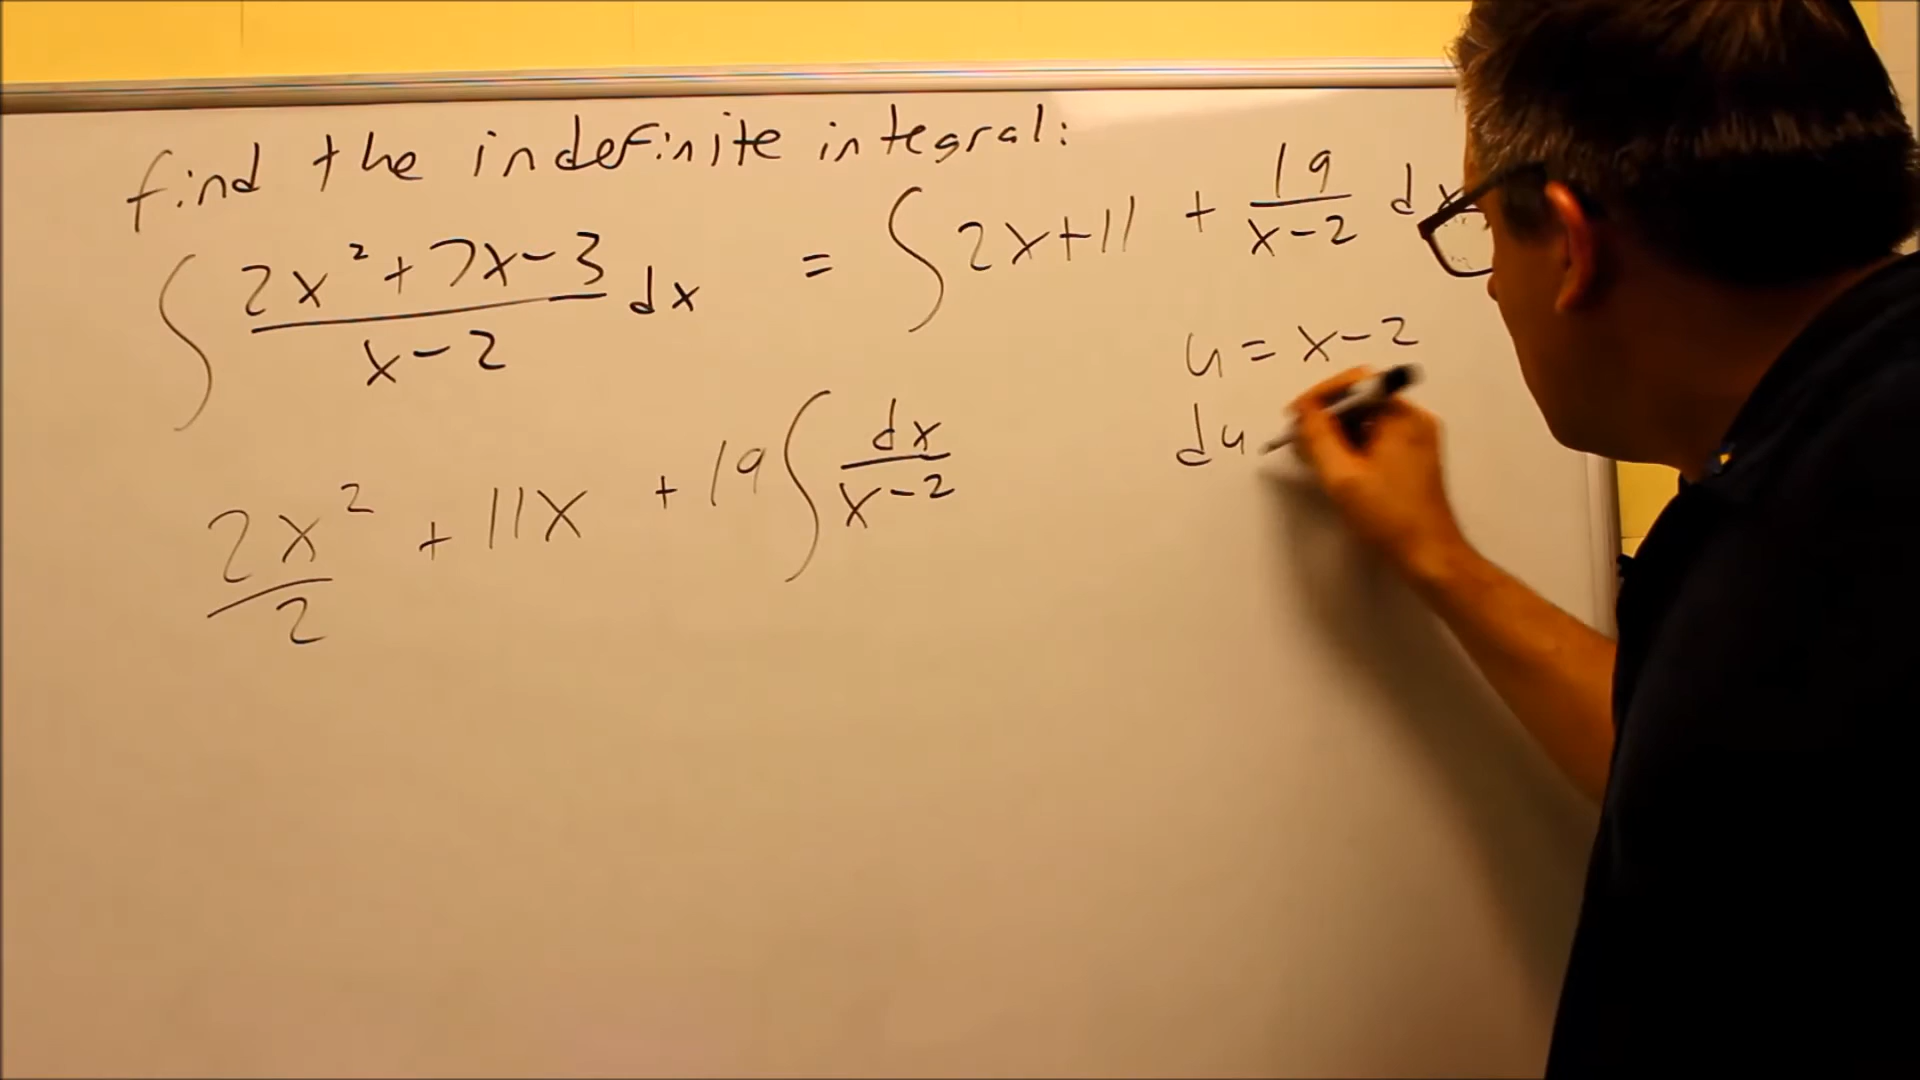 find the indefinite integral:
∫ (2x² + 7x - 3)/(x - 2) dx = ∫ 2x + 11 + 19/(x - 2) dx
u = x - 2
du
2x²/2 + 11x + 19 ∫ dx/(x - 2)